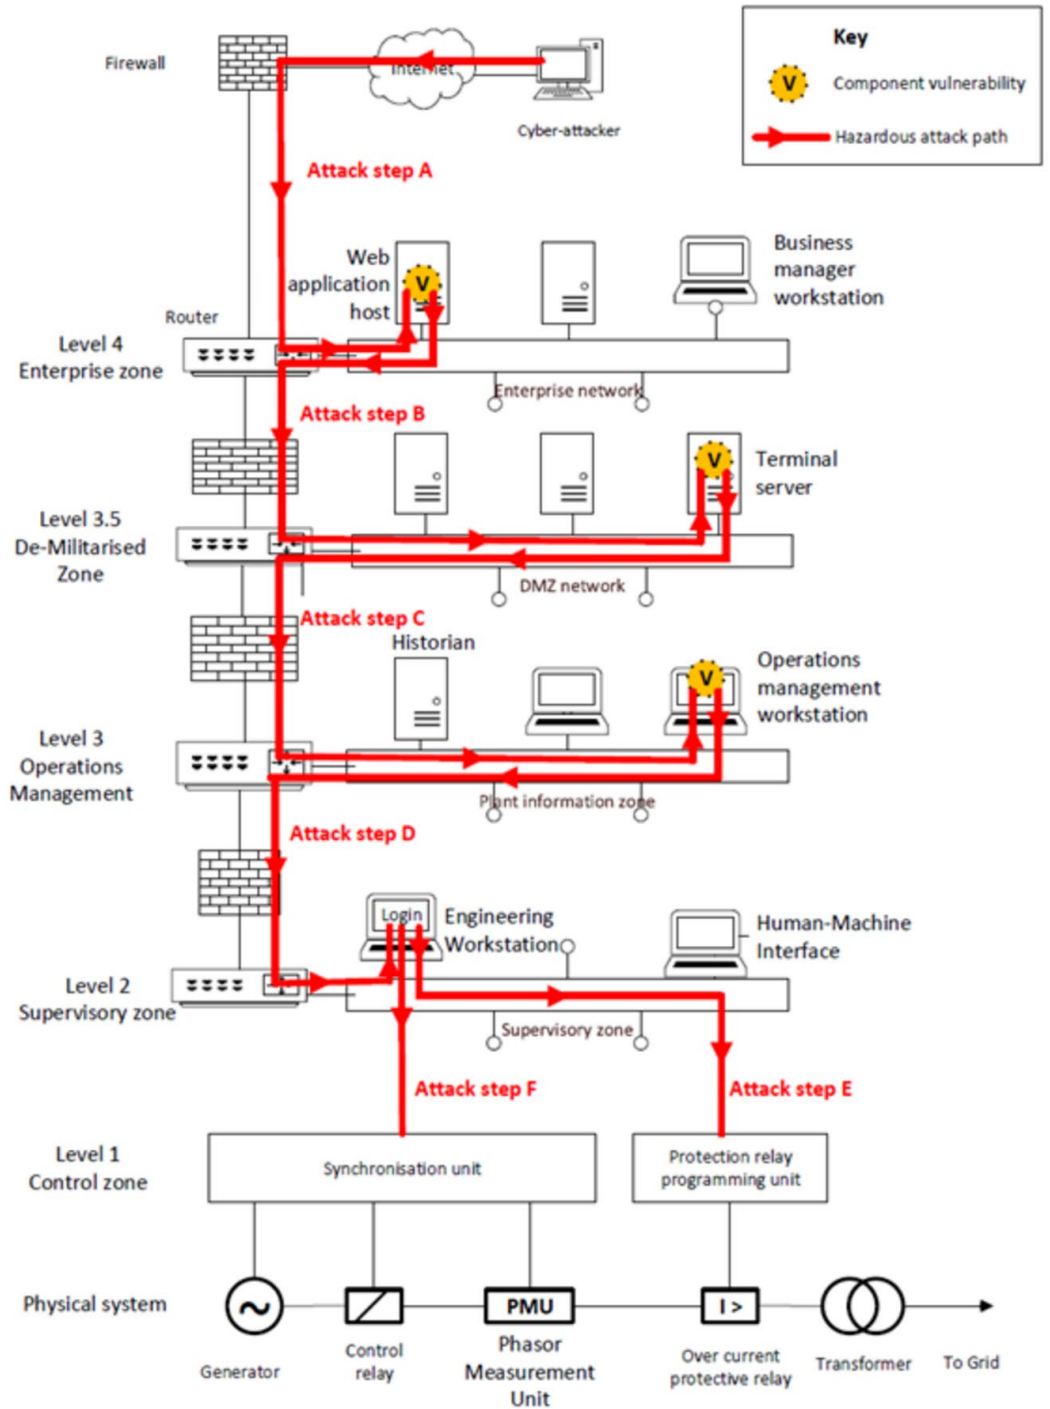 Key
V
Component vulnerability
Hazardous attack path
Firewall
Internet
Cyber-attacker
Attack step A
Web
application
host
V
Business
manager
workstation
Router
Level 4
Enterprise zone
Enterprise network
Attack step B
V
Terminal
server
Level 3.5
De-Militarised
Zone
DMZ network
Attack step C
Historian
V
Operations
management
workstation
Level 3
Operations
Management
Plant information zone
Attack step D
Login
Engineering
Workstation
Human-Machine
Interface
Level 2
Supervisory zone
Supervisory zone
Attack step F
Attack step E
Level 1
Control zone
Synchronisation unit
Protection relay
programming unit
Physical system
~
PMU
I >
Generator
Control
relay
Phasor
Measurement
Unit
Over current
protective relay
Transformer
To Grid